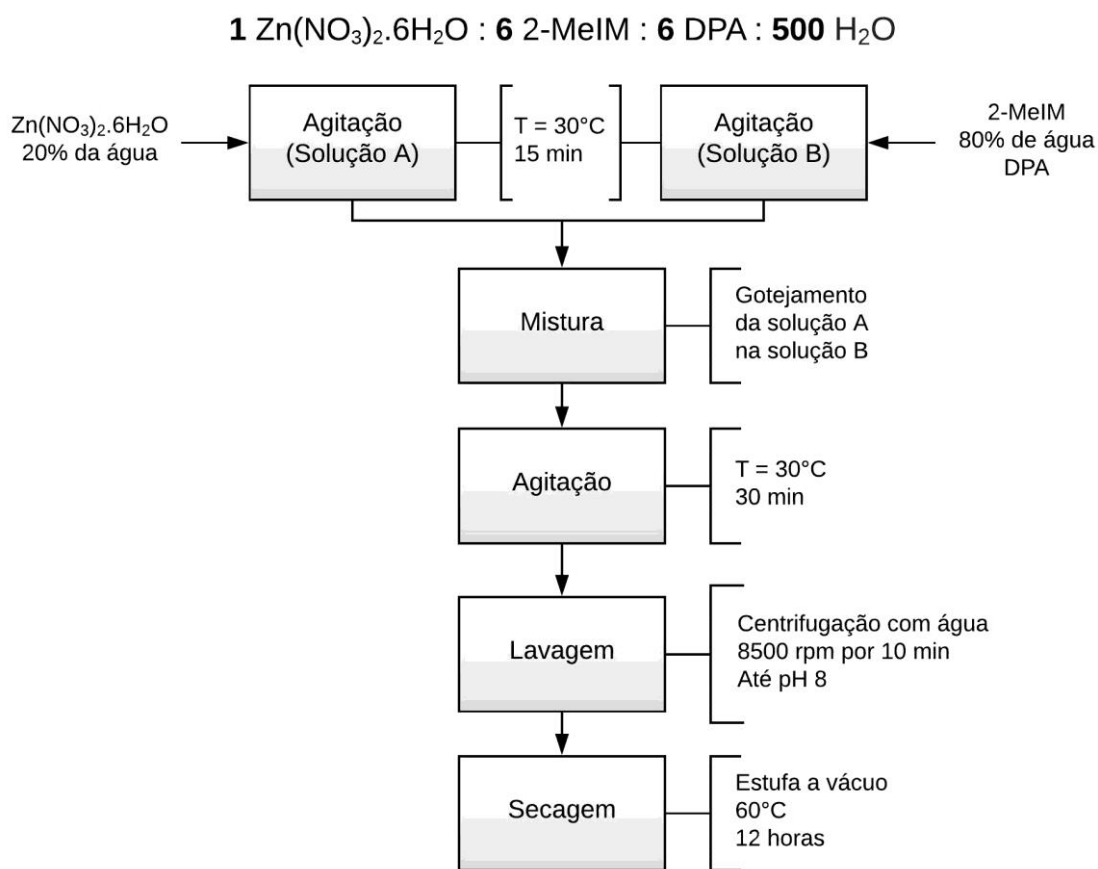 1 Zn(NO₃)₂.6H₂O : 6 2-MeIM : 6 DPA : 500 H₂O
Zn(NO₃)₂.6H₂O
20% da água
Agitação
(Solução A)
T = 30°C
15 min
Agitação
(Solução B)
2-MeIM
80% de água
DPA
Mistura
Gotejamento
da solução A
na solução B
Agitação
T = 30°C
30 min
Lavagem
Centrifugação com água
8500 rpm por 10 min
Até pH 8
Secagem
Estufa a vácuo
60°C
12 horas